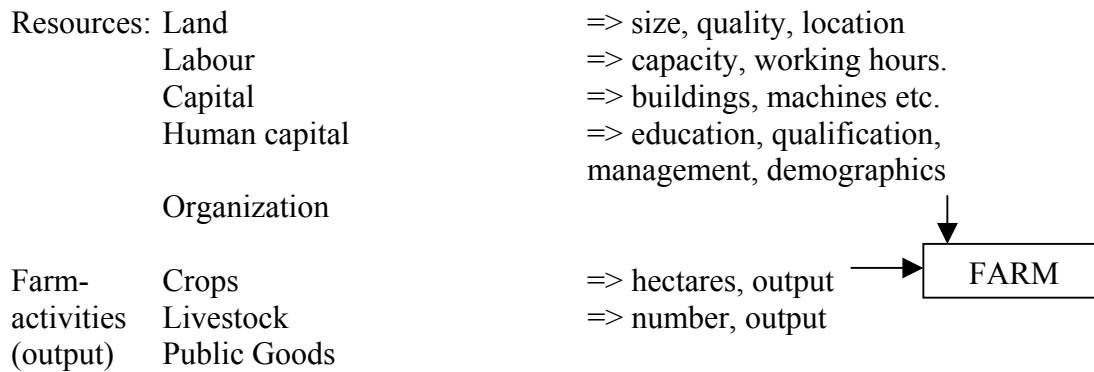 Resources: Land => size, quality, location
Labour => capacity, working hours.
Capital => buildings, machines etc.
Human capital => education, qualification,
management, demographics
Organization
Farm- Crops => hectares, output FARM
activities Livestock => number, output
(output) Public Goods